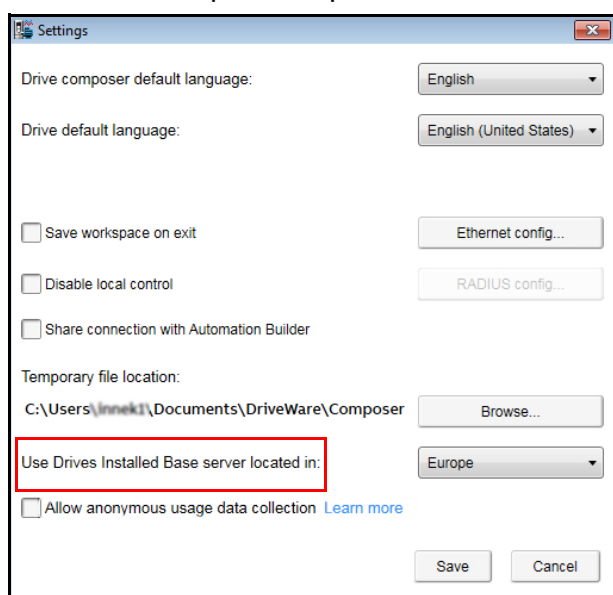 Settings
Drive composer default language:
English
Drive default language:
English (United States)
Save workspace on exit
Ethernet config...
Disable local control
RADIUS config...
Share connection with Automation Builder
Temporary file location:
C:\Users\ \Documents\DriveWare\Composer
Browse...
Use Drives Installed Base server located in:
Europe
Allow anonymous usage data collection Learn more
Save
Cancel